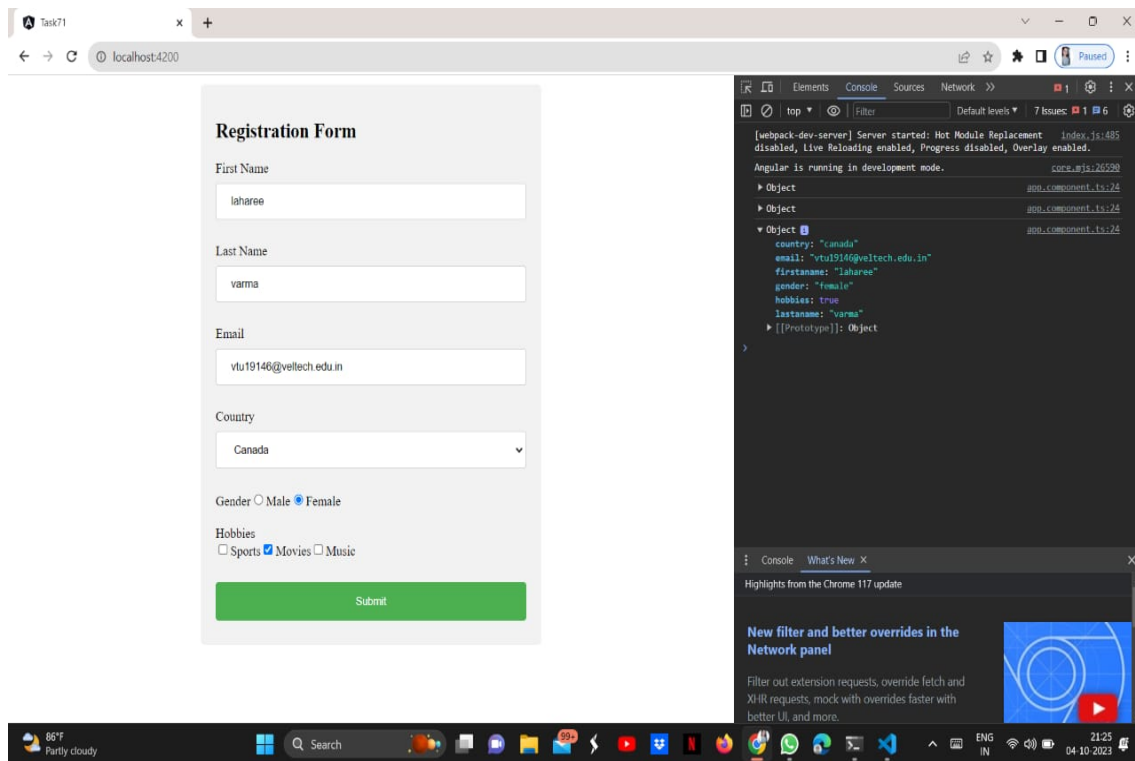 Task71
localhost:4200
Paused
Registration Form
First Name
laharee
Last Name
varma
Email
vtu19146@veltech.edu.in
Country
Canada
Gender Male Female
Hobbies
Sports Movies Music
Submit
Elements Console Sources Network
1
top Filter Default levels 7 Issues: 1 6
[webpack-dev-server] Server started: Hot Module Replacement index.js:485
disabled, Live Reloading enabled, Progress disabled, Overlay enabled.
Angular is running in development mode. core.mjs:26590
Object app.component.ts:24
Object app.component.ts:24
Object app.component.ts:24
country: "canada"
email: "vtu19146@veltech.edu.in"
firstaname: "laharee"
gender: "female"
hobbies: true
lastaname: "varma"
[[Prototype]]: Object
Console What's New
Highlights from the Chrome 117 update
New filter and better overrides in the
Network panel
Filter out extension requests, override fetch and
XHR requests, mock with overrides faster with
better UI, and more.
86°F
Partly cloudy
Search
99+
ENG
IN
21:25
04-10-2023